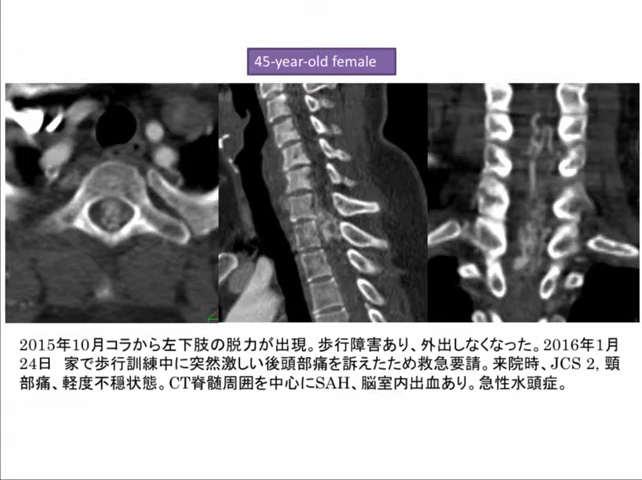 45-year-old female
2015年10月コラから左下肢の脱力が出現。歩行障害あり、外出しなくなった。2016年1月
24日　家で歩行訓練中に突然激しい後頭部痛を訴えたため救急要請。来院時、JCS 2, 頸
部痛、軽度不穏状態。CT脊髄周囲を中心にSAH、脳室内出血あり。急性水頭症。